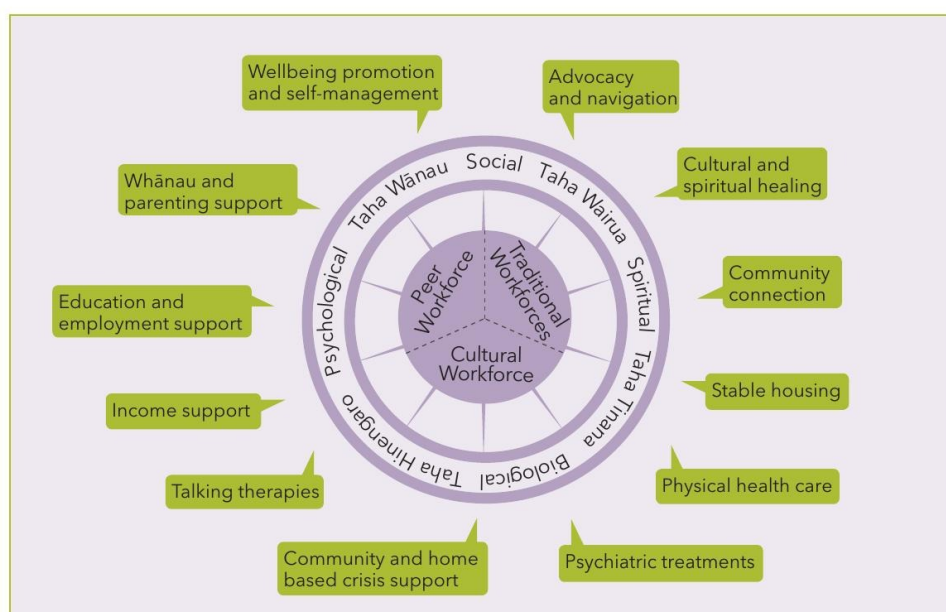 Wellbeing promotion
and self-management
Advocacy
and navigation
Cultural and
spiritual healing
Community
connection
Stable housing
Physical health care
Psychiatric treatments
Community and home
based crisis support
Talking therapies
Income support
Education and
employment support
Whānau and
parenting support
Social
Taha Wairua
Spiritual
Taha Tinana
Biological
Taha Hinengaro
Psychological
Taha Wānau
Peer
Workforce
Traditional
Workforces
Cultural
Workforce